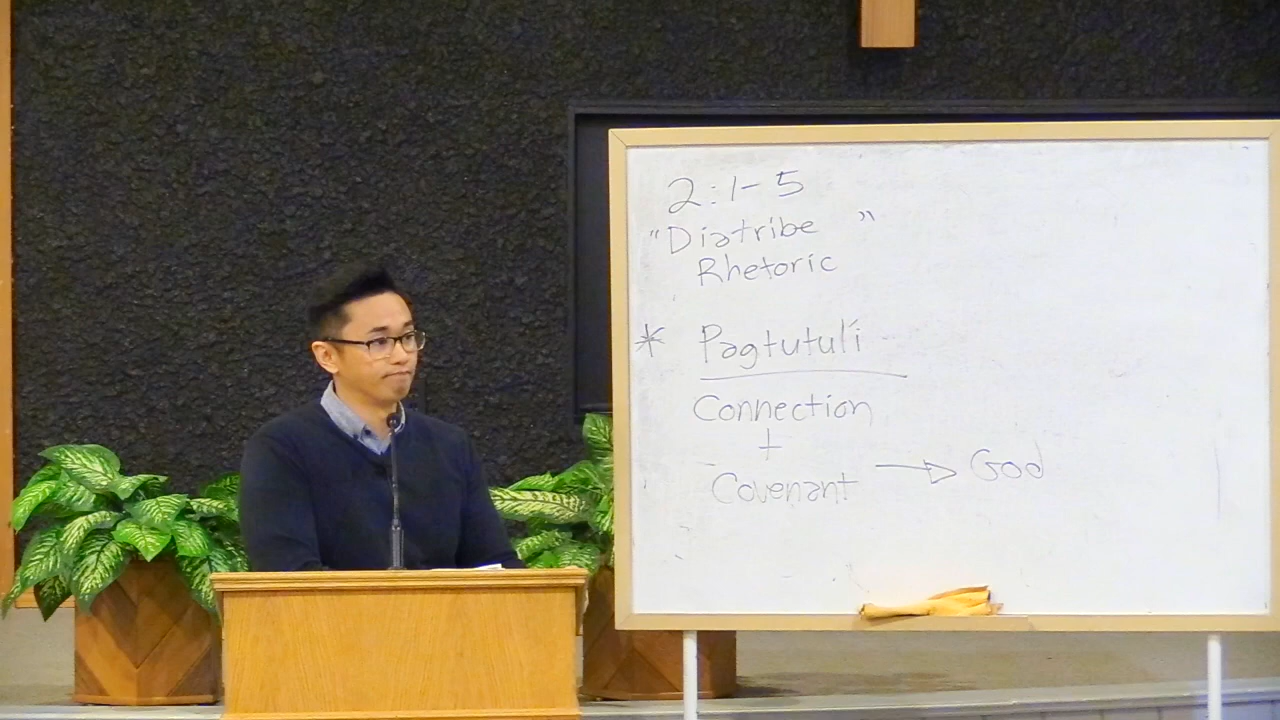 2:1-5
"Diatribe"
Rhetoric
* Pagtutuli
Connection
+
Covenant → God